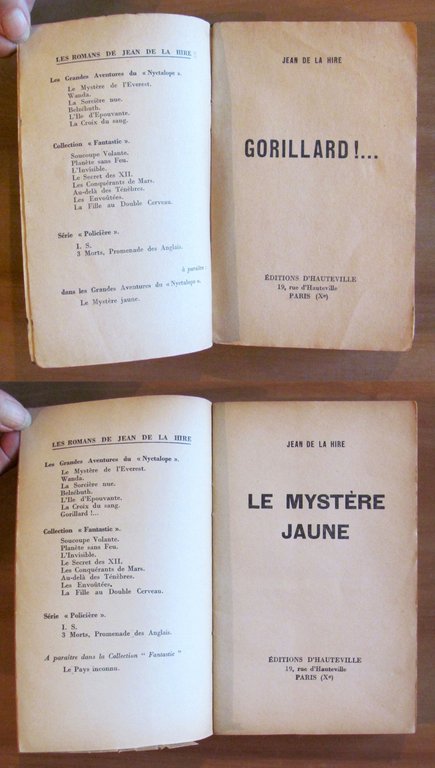 LES ROMANS DE JEAN DE LA HIRE
Les Grandes Aventures du « Nyctalope ».
Le Mystère de l'Everest.
Wanda.
La Sorcière nue.
Belzébuth.
L'Ile d'Epouvante.
La Croix du sang.
Collection « Fantastic ».
Soucoupe Volante.
Planète sans Feu.
L'Invisible.
Le Secret des XII.
Les Conquérants de Mars.
Au-delà des Ténèbres.
Les Envoûtées.
La Fille au Double Cerveau.
Série « Policière ».
I. S.
3 Morts, Promenade des Anglais.
à paraître
dans les Grandes Aventures du « Nyctalope ».
Le Mystère jaune.
JEAN DE LA HIRE
GORILLARD !...
ÉDITIONS D'HAUTEVILLE
19, rue d'Hauteville
PARIS (Xe)
LES ROMANS DE JEAN DE LA HIRE
Les Grandes Aventures du « Nyctalope ».
Le Mystère de l'Everest.
Wanda.
La Sorcière nue.
Belzébuth.
L'Ile d'Epouvante.
La Croix du sang.
Gorillard !...
Collection « Fantastic ».
Soucoupe Volante.
Planète sans Feu.
L'Invisible.
Le Secret des XII.
Les Conquérants de Mars.
Au-delà des Ténèbres.
Les Envoûtées.
La Fille au Double Cerveau.
Série « Policière ».
I. S.
3 Morts, Promenade des Anglais.
A paraître dans la Collection " Fantastic "
Le Pays inconnu.
JEAN DE LA HIRE
LE MYSTÈRE
JAUNE
ÉDITIONS D'HAUTEVILLE
19, rue d'Hauteville
PARIS (Xe)